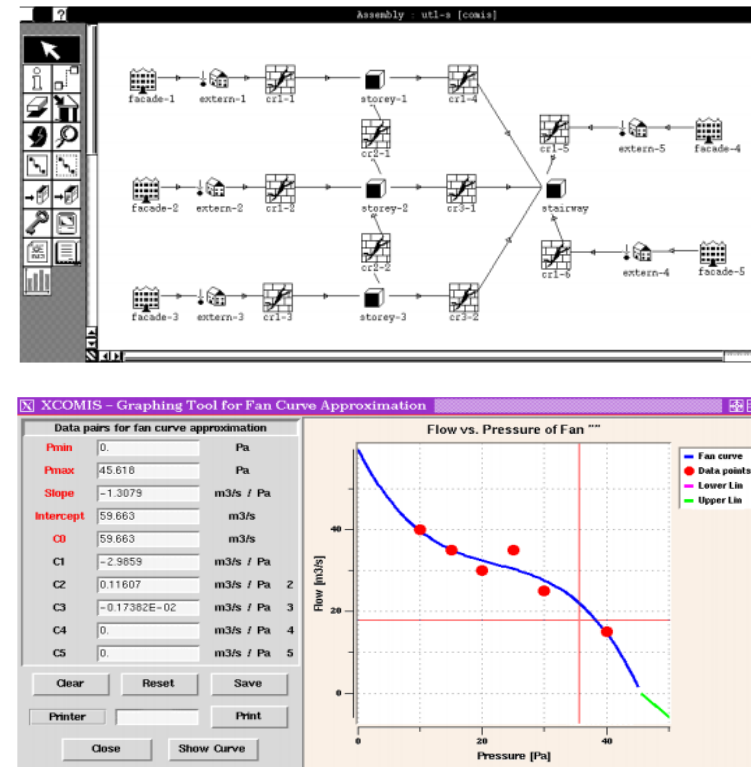 ?
Assembly : utl-s [comis]
facade-1 extern-1 cr1-1 storey-1 cr1-4
cr2-1
cr1-5 extern-5 facade-4
facade-2 extern-2 cr1-2 storey-2 cr3-1 stairway
cr2-2
cr1-6 extern-4 facade-5
facade-3 extern-3 cr1-3 storey-3 cr3-2
X XCOMIS – Graphing Tool for Fan Curve Approximation
Data pairs for fan curve approximation
Pmin 0. Pa
Pmax 45.618 Pa
Slope -1.3079 m3/s / Pa
Intercept 59.663 m3/s
C0 59.663 m3/s
C1 -2.9859 m3/s / Pa
C2 0.11607 m3/s / Pa 2
C3 -0.17382E-02 m3/s / Pa 3
C4 0. m3/s / Pa 4
C5 0. m3/s / Pa 5
Clear Reset Save
Printer Print
Close Show Curve
Flow vs. Pressure of Fan ""
Fan curve
Data points
Lower Lin
Upper Lin
Flow [m3/s]
40
20
0
0 20 40
Pressure [Pa]